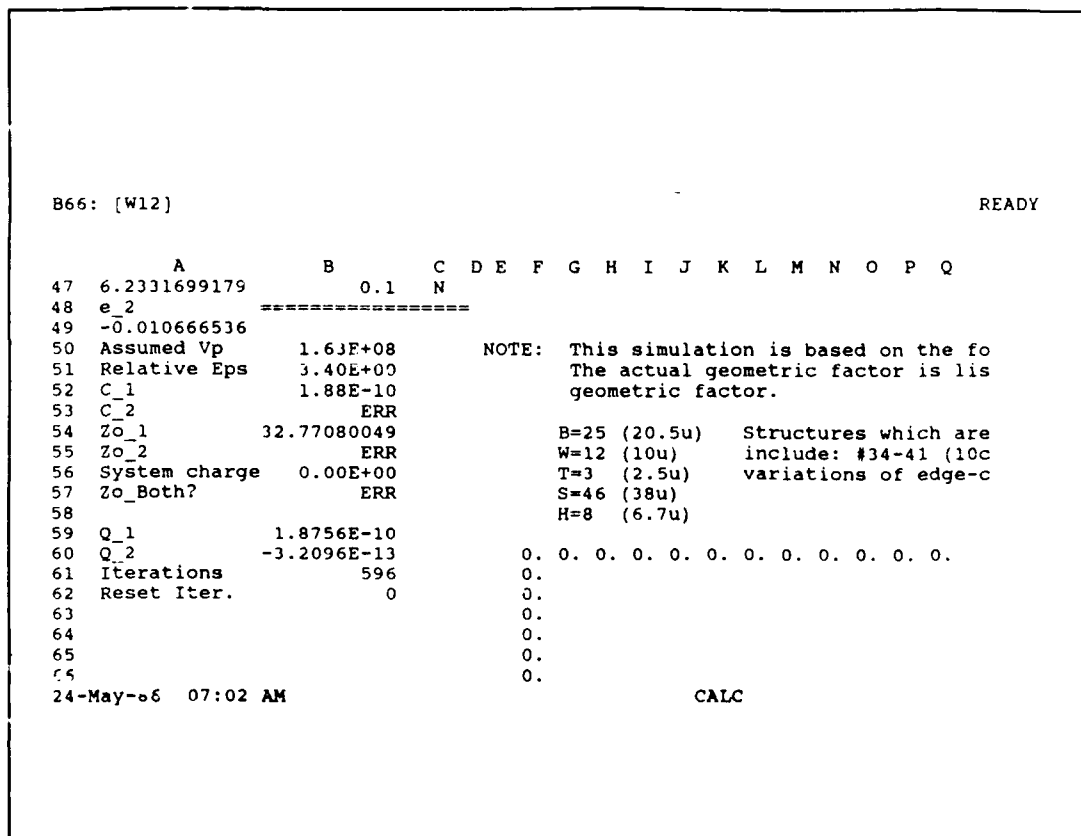 B66: [W12] READY
A B C D E F G H I J K L M N O P Q
47 6.2331699179 0.1 N
48 e_2 ==================
49 -0.010666536
50 Assumed Vp 1.63E+08 NOTE: This simulation is based on the fo
51 Relative Eps 3.40E+00 The actual geometric factor is lis
52 C_1 1.88E-10 geometric factor.
53 C_2 ERR
54 Zo_1 32.77080049 B=25 (20.5u) Structures which are
55 Zo_2 ERR W=12 (10u) include: #34-41 (10c
56 System charge 0.00E+00 T=3 (2.5u) variations of edge-c
57 Zo_Both? ERR S=46 (38u)
58 H=8 (6.7u)
59 Q_1 1.8756E-10
60 Q_2 -3.2096E-13 0. 0. 0. 0. 0. 0. 0. 0. 0. 0. 0. 0.
61 Iterations 596 0.
62 Reset Iter. 0 0.
63 0.
64 0.
65 0.
0.
24-May-86 07:02 AM CALC